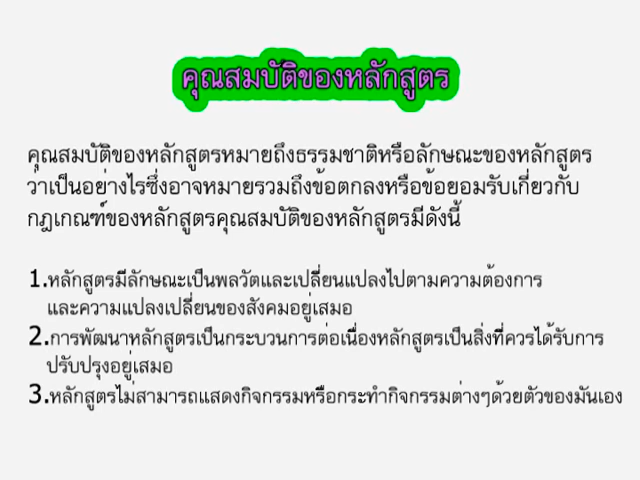 คุณสมบัติของหลักสูตร
คุณสมบัติของหลักสูตรหมายถึงธรรมชาติหรือลักษณะของหลักสูตร
ว่าเป็นอย่างไรซึ่งอาจหมายรวมถึงข้อตกลงหรือข้อยอมรับเกี่ยวกับ
กฎเกณฑ์ของหลักสูตรคุณสมบัติของหลักสูตรมีดังนี้
1.หลักสูตรมีลักษณะเป็นพลวัตและเปลี่ยนแปลงไปตามความต้องการ
และความแปลงเปลี่ยนของสังคมอยู่เสมอ
2.การพัฒนาหลักสูตรเป็นกระบวนการต่อเนื่องหลักสูตรเป็นสิ่งที่ควรได้รับการ
ปรับปรุงอยู่เสมอ
3.หลักสูตรไม่สามารถแสดงกิจกรรมหรือกระทำกิจกรรมต่างๆด้วยตัวของมันเอง